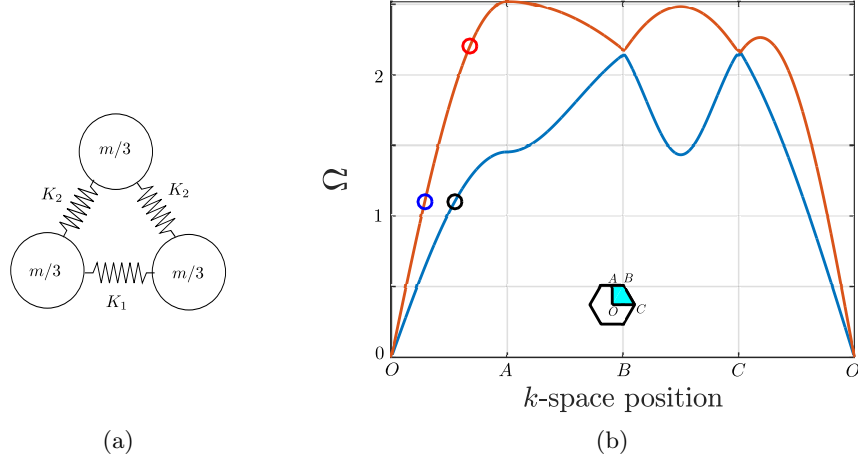 m/3
K₂
K₂
m/3
m/3
K₁
(a)
Ω
2
1
0
A B
O C
O A B C O
k-space position
(b)